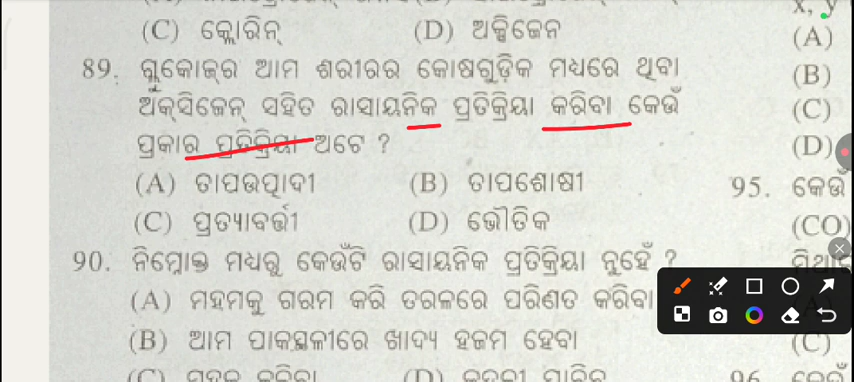 (C) କ୍ଲୋରିନ୍ (D) ଅକ୍ସିଜେନ
89. ଗ୍ଲୁକୋଜ୍‌ର ଆମ ଶରୀରର କୋଷଗୁଡ଼ିକ ମଧ୍ୟରେ ଥିବା
ଅକ୍‌ସିଜେନ୍ ସହିତ ରାସାୟନିକ ପ୍ରତିକ୍ରିୟା କରିବା କେଉଁ
ପ୍ରକାର ପ୍ରତିକ୍ରିୟା ଅଟେ ?
(A) ତାପଉତ୍ପାଦୀ (B) ତାପଶୋଷୀ
(C) ପ୍ରତ୍ୟାବର୍ତ୍ତୀ (D) ଭୌତିକ
90. ନିମ୍ନୋକ୍ତ ମଧ୍ୟରୁ କେଉଁଟି ରାସାୟନିକ ପ୍ରତିକ୍ରିୟା ନୁହେଁ ?
(A) ମହମକୁ ଗରମ କରି ତରଳରେ ପରିଣତ କରିବା
(B) ଆମ ପାକସ୍ଥଳୀରେ ଖାଦ୍ୟ ହଜମ ହେବା
x, y
(A)
(B)
(C)
(D)
95. କେଉଁ
(CO)
(A)
(C)
96. କେଉଁ